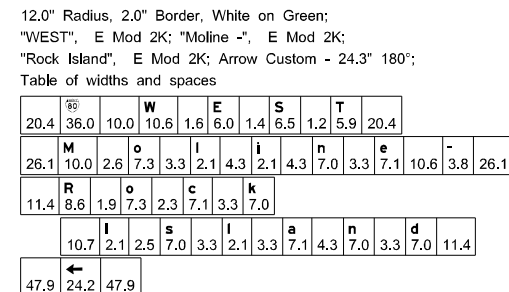 12.0" Radius, 2.0" Border, White on Green;
"WEST", E Mod 2K; "Moline -", E Mod 2K;
"Rock Island", E Mod 2K; Arrow Custom - 24.3" 180°;
Table of widths and spaces
80 W E S T
20.4 36.0 10.0 10.6 1.6 6.0 1.4 6.5 1.2 5.9 20.4
M o l i n e -
26.1 10.0 2.6 7.3 3.3 2.1 4.3 2.1 4.3 7.0 3.3 7.1 10.6 3.8 26.1
R o c k
11.4 8.6 1.9 7.3 2.3 7.1 3.3 7.0
I s l a n d
10.7 2.1 2.5 7.0 3.3 2.1 3.3 7.1 4.3 7.0 3.3 7.0 11.4
←
47.9 24.2 47.9